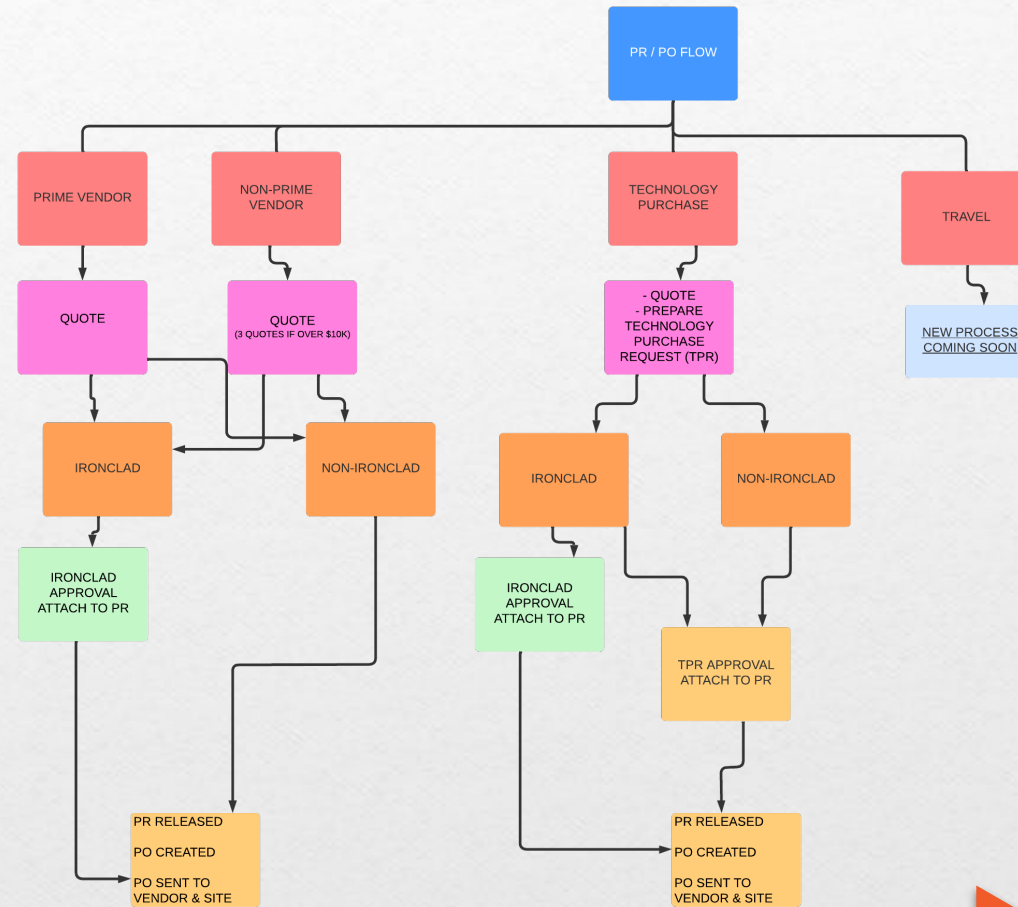 PR / PO FLOW
PRIME VENDOR
NON-PRIME
VENDOR
TECHNOLOGY
PURCHASE
TRAVEL
QUOTE
QUOTE
(3 QUOTES IF OVER $10K)
- QUOTE
- PREPARE
TECHNOLOGY
PURCHASE
REQUEST (TPR)
NEW PROCESS
COMING SOON
IRONCLAD
NON-IRONCLAD
IRONCLAD
NON-IRONCLAD
IRONCLAD
APPROVAL
ATTACH TO PR
IRONCLAD
APPROVAL
ATTACH TO PR
TPR APPROVAL
ATTACH TO PR
PR RELEASED
PO CREATED
PO SENT TO
VENDOR & SITE
PR RELEASED
PO CREATED
PO SENT TO
VENDOR & SITE